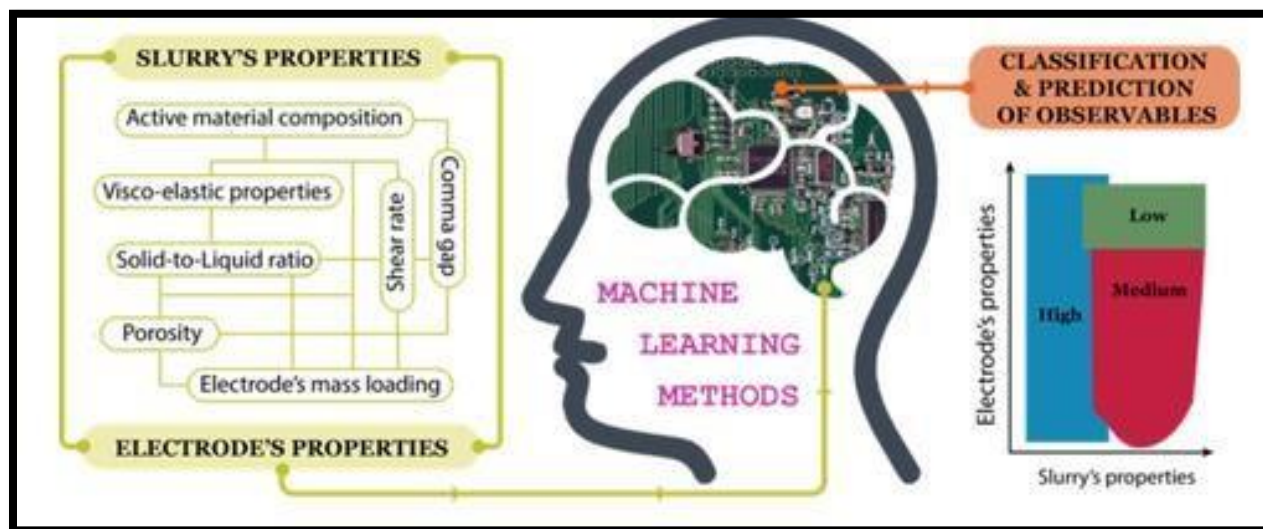 SLURRY'S PROPERTIES
Active material composition
Visco-elastic properties
Solid-to-Liquid ratio
Shear rate
Comma gap
Porosity
Electrode's mass loading
ELECTRODE'S PROPERTIES
MACHINE
LEARNING
METHODS
CLASSIFICATION
& PREDICTION
OF OBSERVABLES
Electrode's properties
Low
Medium
High
Slurry's properties